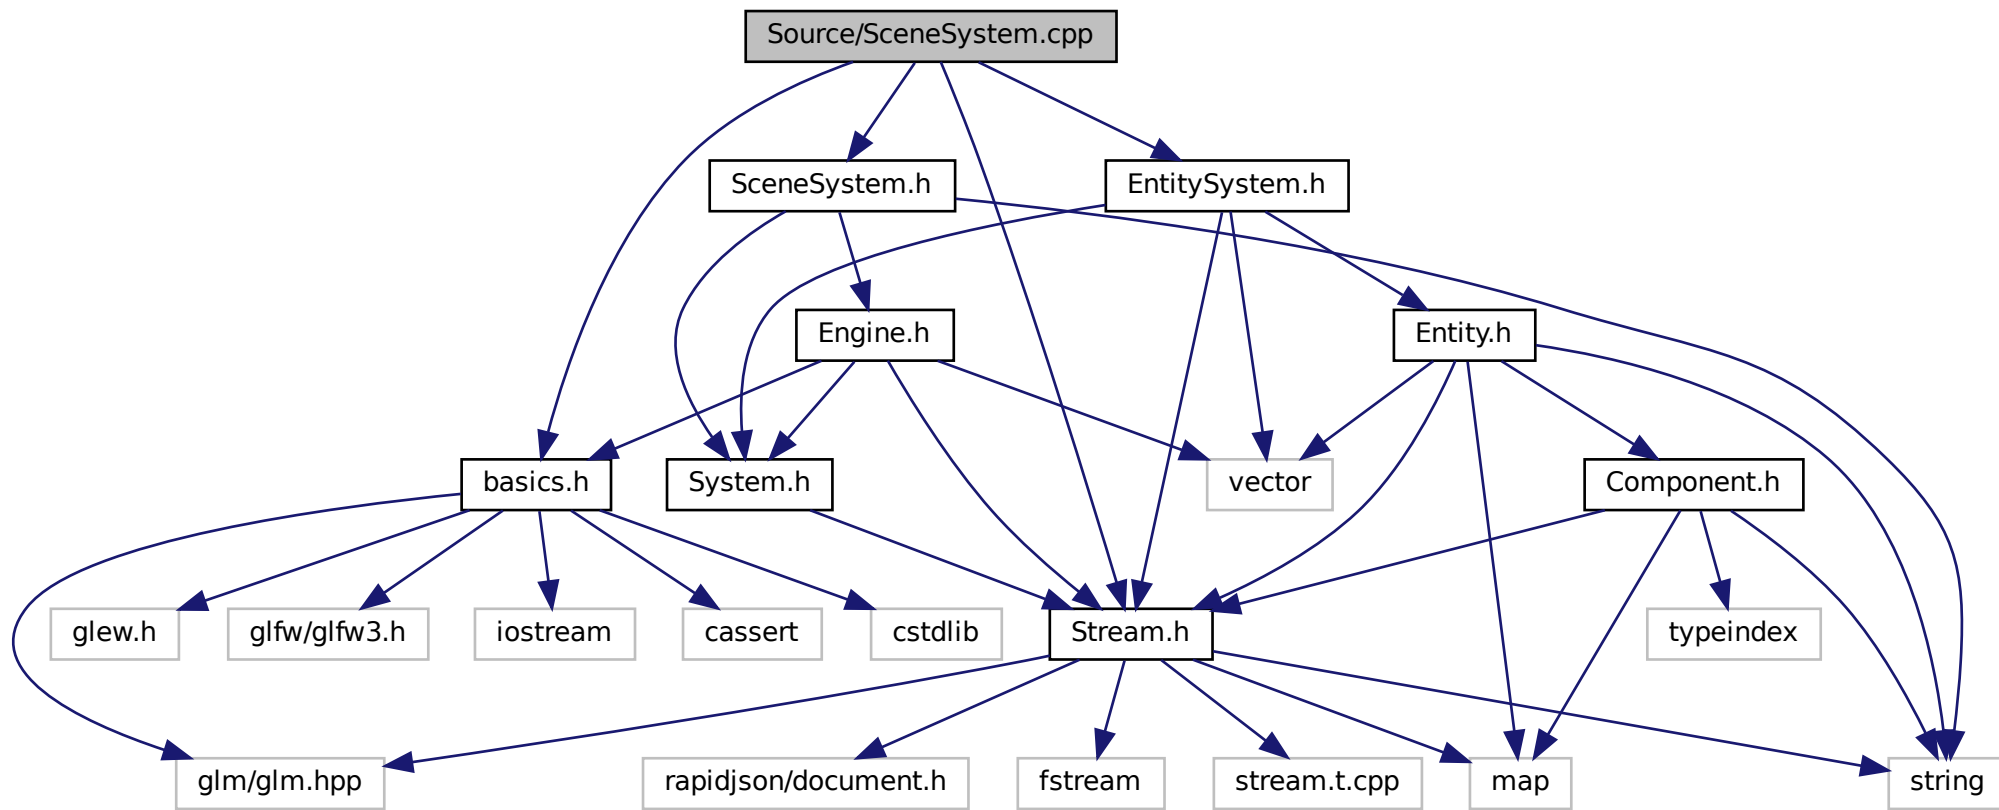 Source/SceneSystem.cpp
SceneSystem.h
EntitySystem.h
Engine.h
Entity.h
basics.h
System.h
vector
Component.h
glew.h
glfw/glfw3.h
iostream
cassert
cstdlib
Stream.h
typeindex
glm/glm.hpp
rapidjson/document.h
fstream
stream.t.cpp
map
string